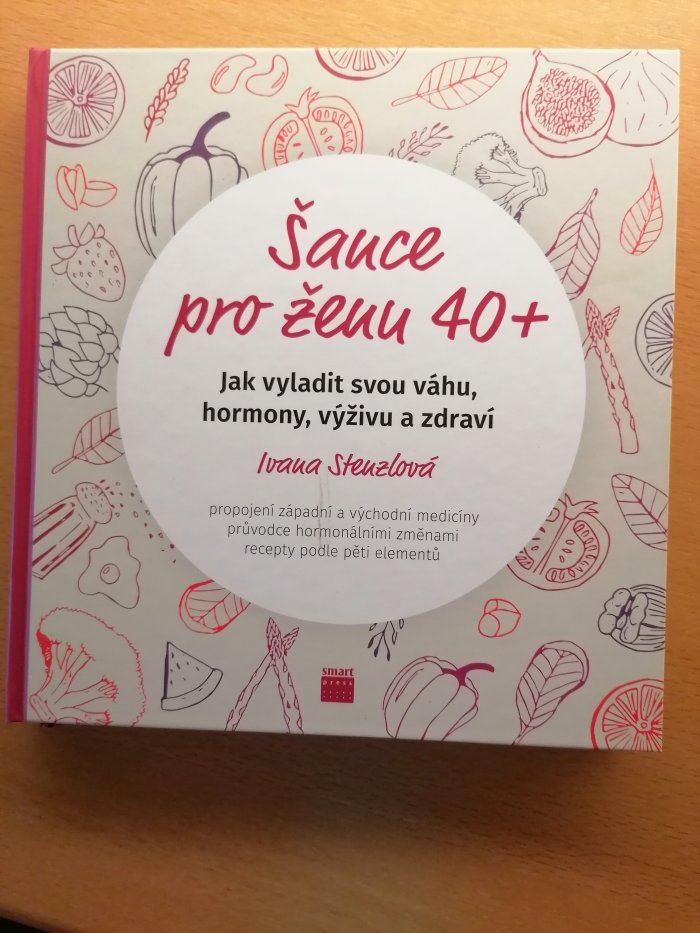 Šance
pro ženu 40+
Jak vyladit svou váhu,
hormony, výživu a zdraví
Ivana Stenzlová
propojení západní a východní medicíny
průvodce hormonálními změnami
recepty podle pěti elementů
smart
press